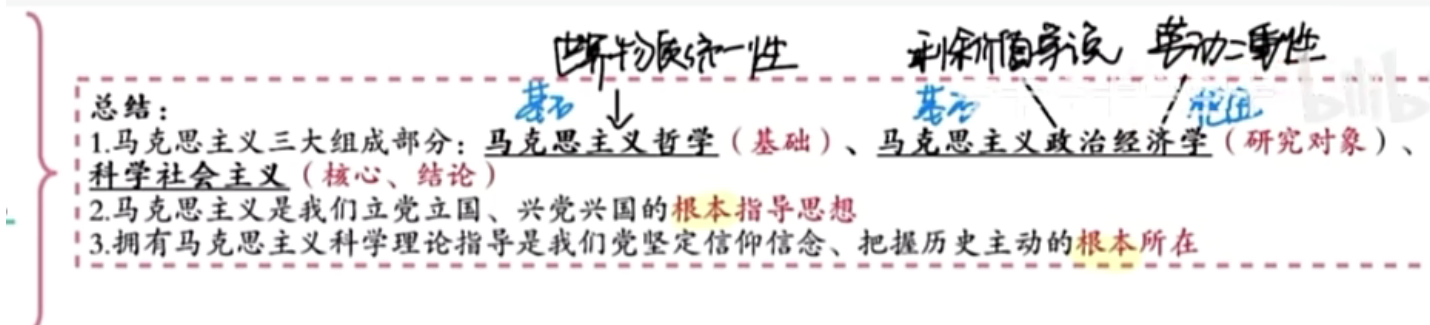 世界物质统一性 剩余价值学说 劳动二重性
基石 基石 枢纽
总结：
1.马克思主义三大组成部分：马克思主义哲学（基础）、马克思主义政治经济学（研究对象）、
科学社会主义（核心、结论）
2.马克思主义是我们立党立国、兴党兴国的根本指导思想
3.拥有马克思主义科学理论指导是我们党坚定信仰信念、把握历史主动的根本所在